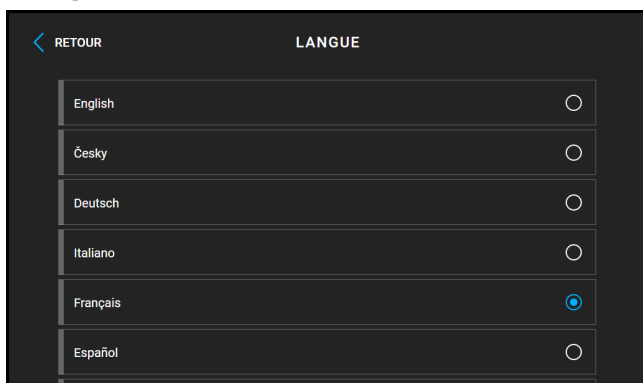 RETOUR
LANGUE
English
Česky
Deutsch
Italiano
Français
Español